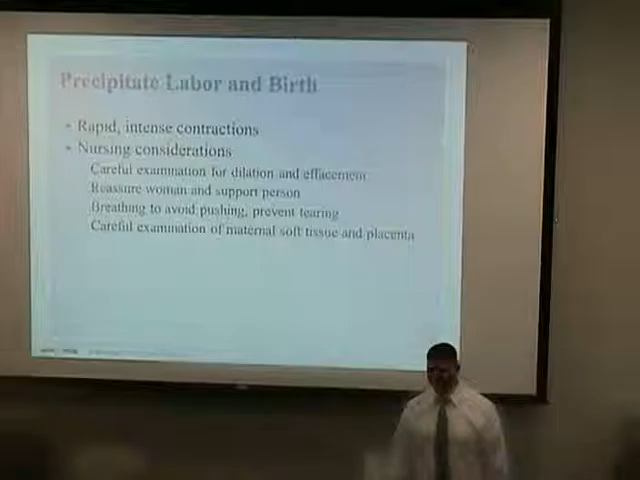 Precipitate Labor and Birth
• Rapid, intense contractions
• Nursing considerations
Careful examination for dilation and effacement
Reassure woman and support person
Breathing to avoid pushing, prevent tearing
Careful examination of maternal soft tissue and placenta